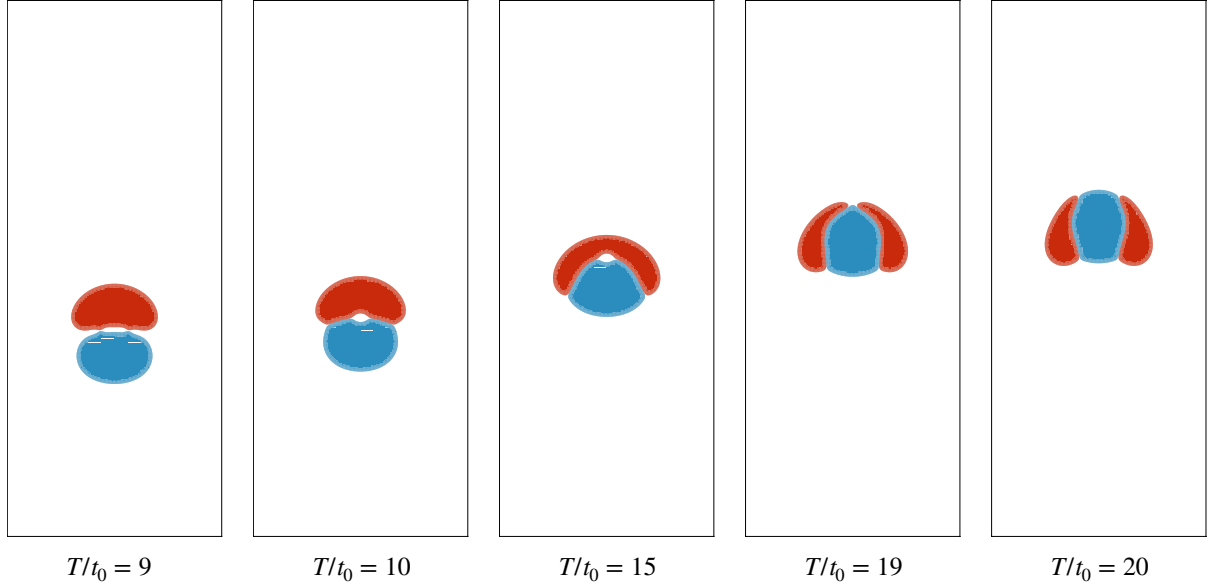 T/t₀ = 9
T/t₀ = 10
T/t₀ = 15
T/t₀ = 19
T/t₀ = 20